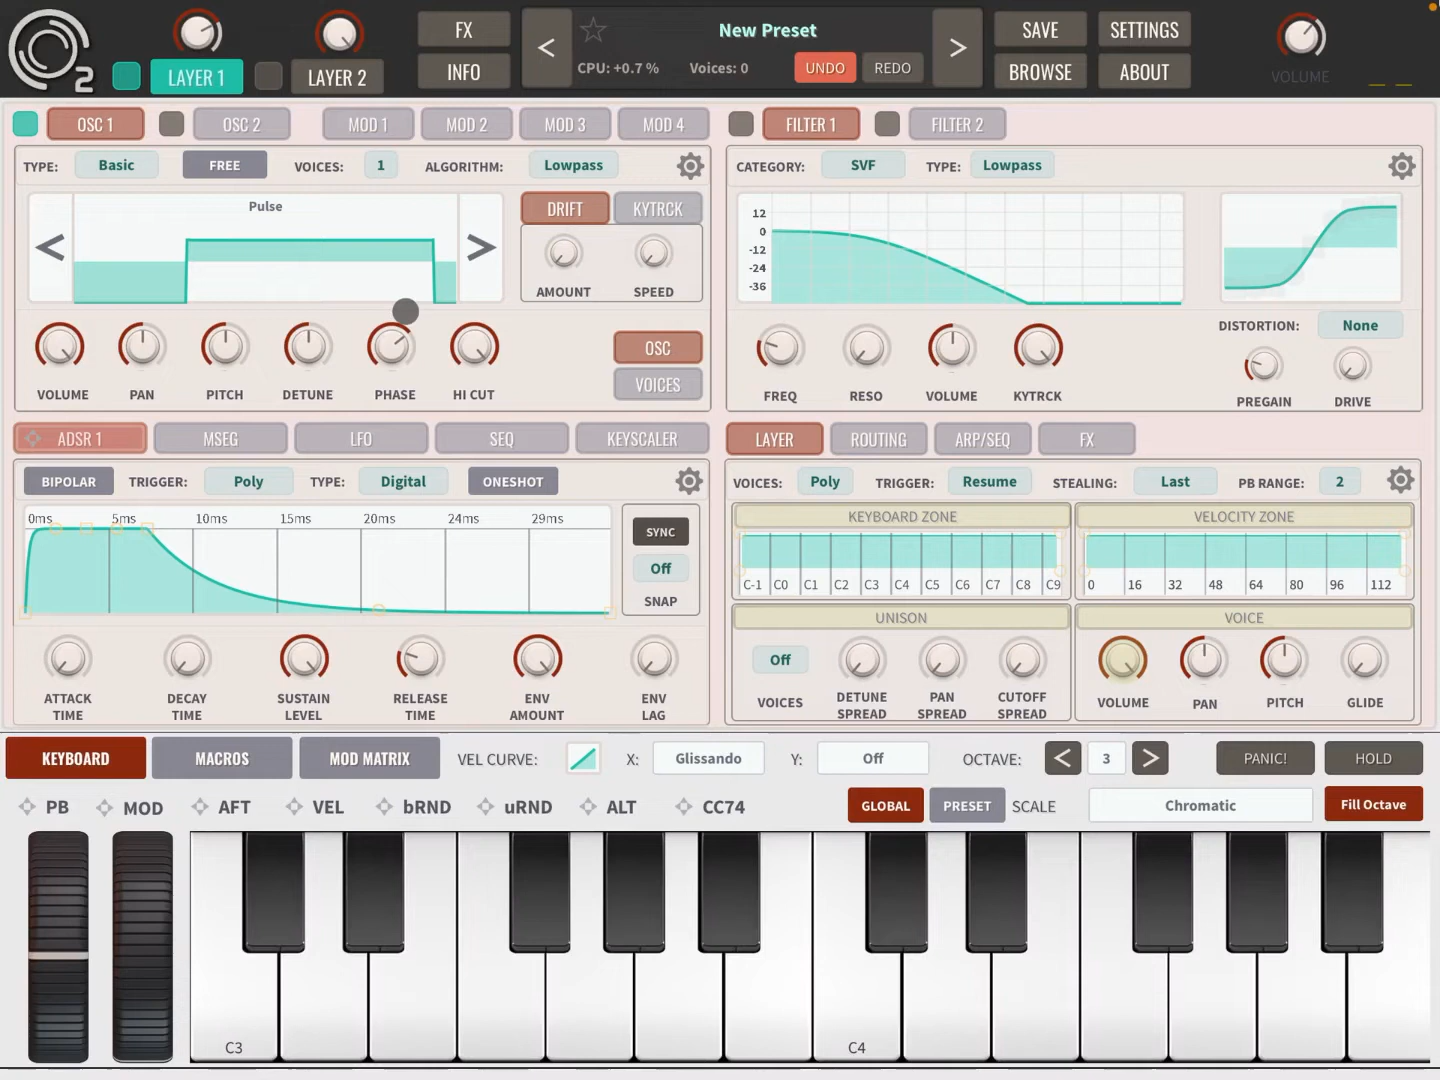 2
LAYER 1
LAYER 2
FX
INFO
<
New Preset
CPU: +0.7 %
Voices: 0
UNDO
REDO
>
SAVE
SETTINGS
BROWSE
ABOUT
VOLUME
OSC 1
OSC 2
MOD 1
MOD 2
MOD 3
MOD 4
TYPE:
Basic
FREE
VOICES:
1
ALGORITHM:
Lowpass
Pulse
<
>
DRIFT
KYTRCK
AMOUNT
SPEED
OSC
VOICES
VOLUME
PAN
PITCH
DETUNE
PHASE
HI CUT
FILTER 1
FILTER 2
CATEGORY:
SVF
TYPE:
Lowpass
12
0
-12
-24
-36
DISTORTION:
None
FREQ
RESO
VOLUME
KYTRCK
PREGAIN
DRIVE
ADSR 1
MSEG
LFO
SEQ
KEYSCALER
BIPOLAR
TRIGGER:
Poly
TYPE:
Digital
ONESHOT
0ms
5ms
10ms
15ms
20ms
24ms
29ms
SYNC
Off
SNAP
ATTACK
TIME
DECAY
TIME
SUSTAIN
LEVEL
RELEASE
TIME
ENV
AMOUNT
ENV
LAG
LAYER
ROUTING
ARP/SEQ
FX
VOICES:
Poly
TRIGGER:
Resume
STEALING:
Last
PB RANGE:
2
KEYBOARD ZONE
C-1
C0
C1
C2
C3
C4
C5
C6
C7
C8
C9
VELOCITY ZONE
0
16
32
48
64
80
96
112
UNISON
Off
VOICES
DETUNE
SPREAD
PAN
SPREAD
CUTOFF
SPREAD
VOICE
VOLUME
PAN
PITCH
GLIDE
KEYBOARD
MACROS
MOD MATRIX
VEL CURVE:
X:
Glissando
Y:
Off
OCTAVE:
<
3
>
PANIC!
HOLD
PB
MOD
AFT
VEL
bRND
uRND
ALT
CC74
GLOBAL
PRESET
SCALE
Chromatic
Fill Octave
C3
C4